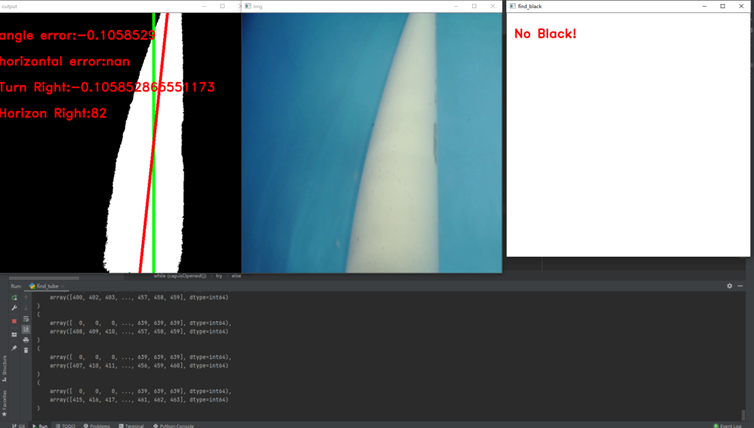 output
img
find_black
angle error:-0.1058529
horizontal error:nan
Turn Right:-0.105852865551173
Horizon Right:82
No Black!
while (capisOpened()) try else
Run: find_tube
array([400, 402, 403, ..., 457, 458, 459], dtype=int64)
)
(
array([ 0, 0, 0, ..., 639, 639, 639],
array([408, 409, 410, ..., 457, 458, 459], dtype=int64)
)
(
array([ 0, 0, 0, ..., 639, 639, 639], dtype=int64),
array([407, 410, 411, ..., 456, 459, 460], dtype=int64)
)
(
array([ 0, 0, 0, ..., 639, 639, 639], dtype=int64),
array([415, 416, 417, ..., 461, 462, 463], dtype=int64)
)
Structure
Favorites
Git Run TODO Problems Terminal Python Console Event Log